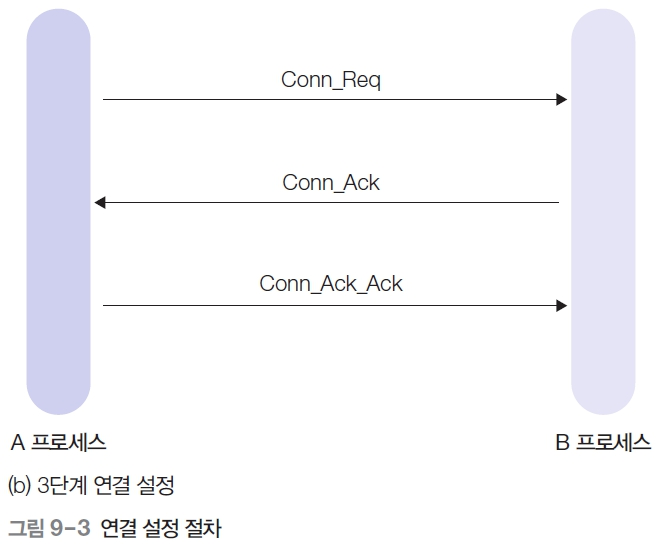 Conn_Req
Conn_Ack
Conn_Ack_Ack
A 프로세스
B 프로세스
(b) 3단계 연결 설정
그림 9-3 연결 설정 절차